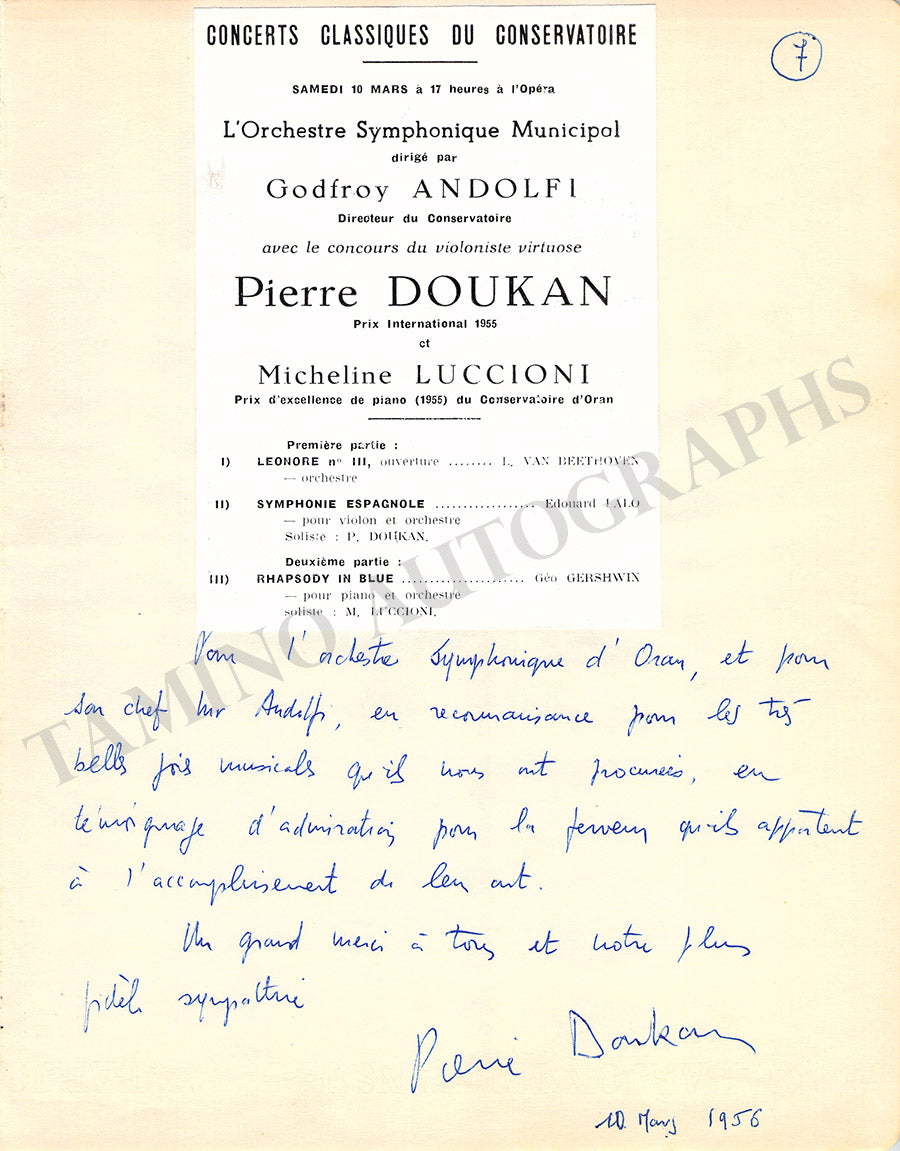 CONCERTS CLASSIQUES DU CONSERVATOIRE
7
SAMEDI 10 MARS à 17 heures à l'Opéra
L'Orchestre Symphonique Municipal
dirigé par
Godfroy ANDOLFI
Directeur du Conservatoire
avec le concours du violoniste virtuose
Pierre DOUKAN
Prix International 1955
et
Micheline LUCCIONI
Prix d'excellence de piano (1955) du Conservatoire d'Oran
Première partie :
I) LEONORE n° III, ouverture ........ L. VAN BEETHOVEN
— orchestre
II) SYMPHONIE ESPAGNOLE .................. Edouard LALO
— pour violon et orchestre
Soliste : P. DOUKAN.
Deuxième partie :
III) RHAPSODY IN BLUE ...................... Géo GERSHWIN
— pour piano et orchestre
soliste : M. LUCCIONI.
TAMINO AUTOGRAPHS
Pour l'orchestre Symphonique d'Oran, et pour
son chef Mr Andolfi, en reconnaissance pour les très
belles joies musicales qu'ils nous ont procurées, en
témoignage d'admiration pour la ferveur qu'ils apportent
à l'accomplissement de leur art.
Un grand merci à tous et notre plus
fidèle sympathie
Pierre Doukan
10 Mars 1956